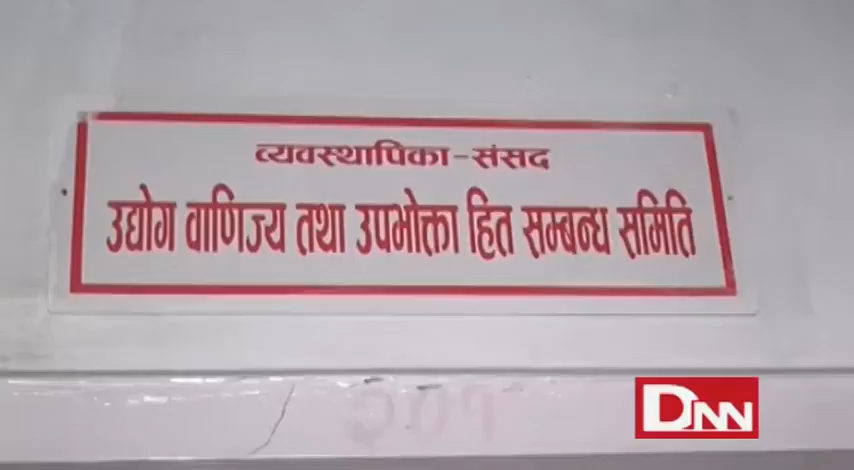 व्यवस्थापिका-संसद
उद्योग वाणिज्य तथा उपभोक्ता हित सम्बन्ध समिति
DNN